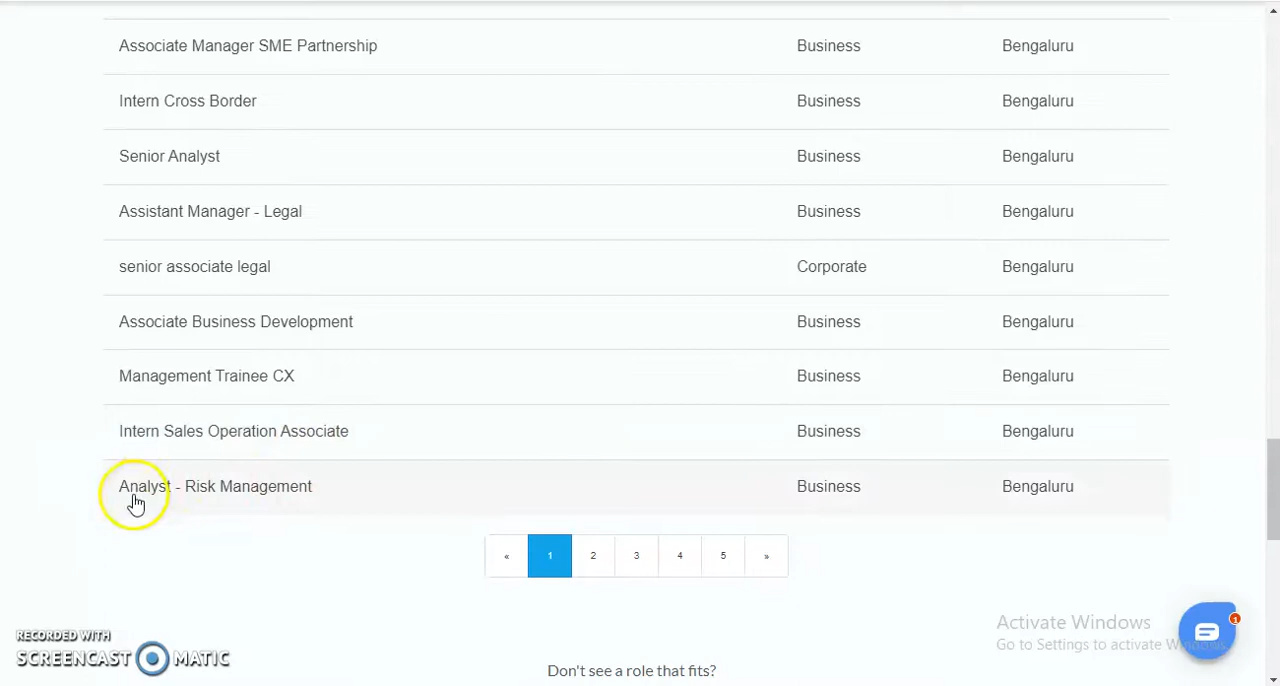 Associate Manager SME Partnership Business Bengaluru
Intern Cross Border Business Bengaluru
Senior Analyst Business Bengaluru
Assistant Manager - Legal Business Bengaluru
senior associate legal Corporate Bengaluru
Associate Business Development Business Bengaluru
Management Trainee CX Business Bengaluru
Intern Sales Operation Associate Business Bengaluru
Analyst - Risk Management Business Bengaluru
« 1 2 3 4 5 »
Activate Windows
Go to Settings to activate Windows.
1
RECORDED WITH
SCREENCAST MATIC
Don't see a role that fits?